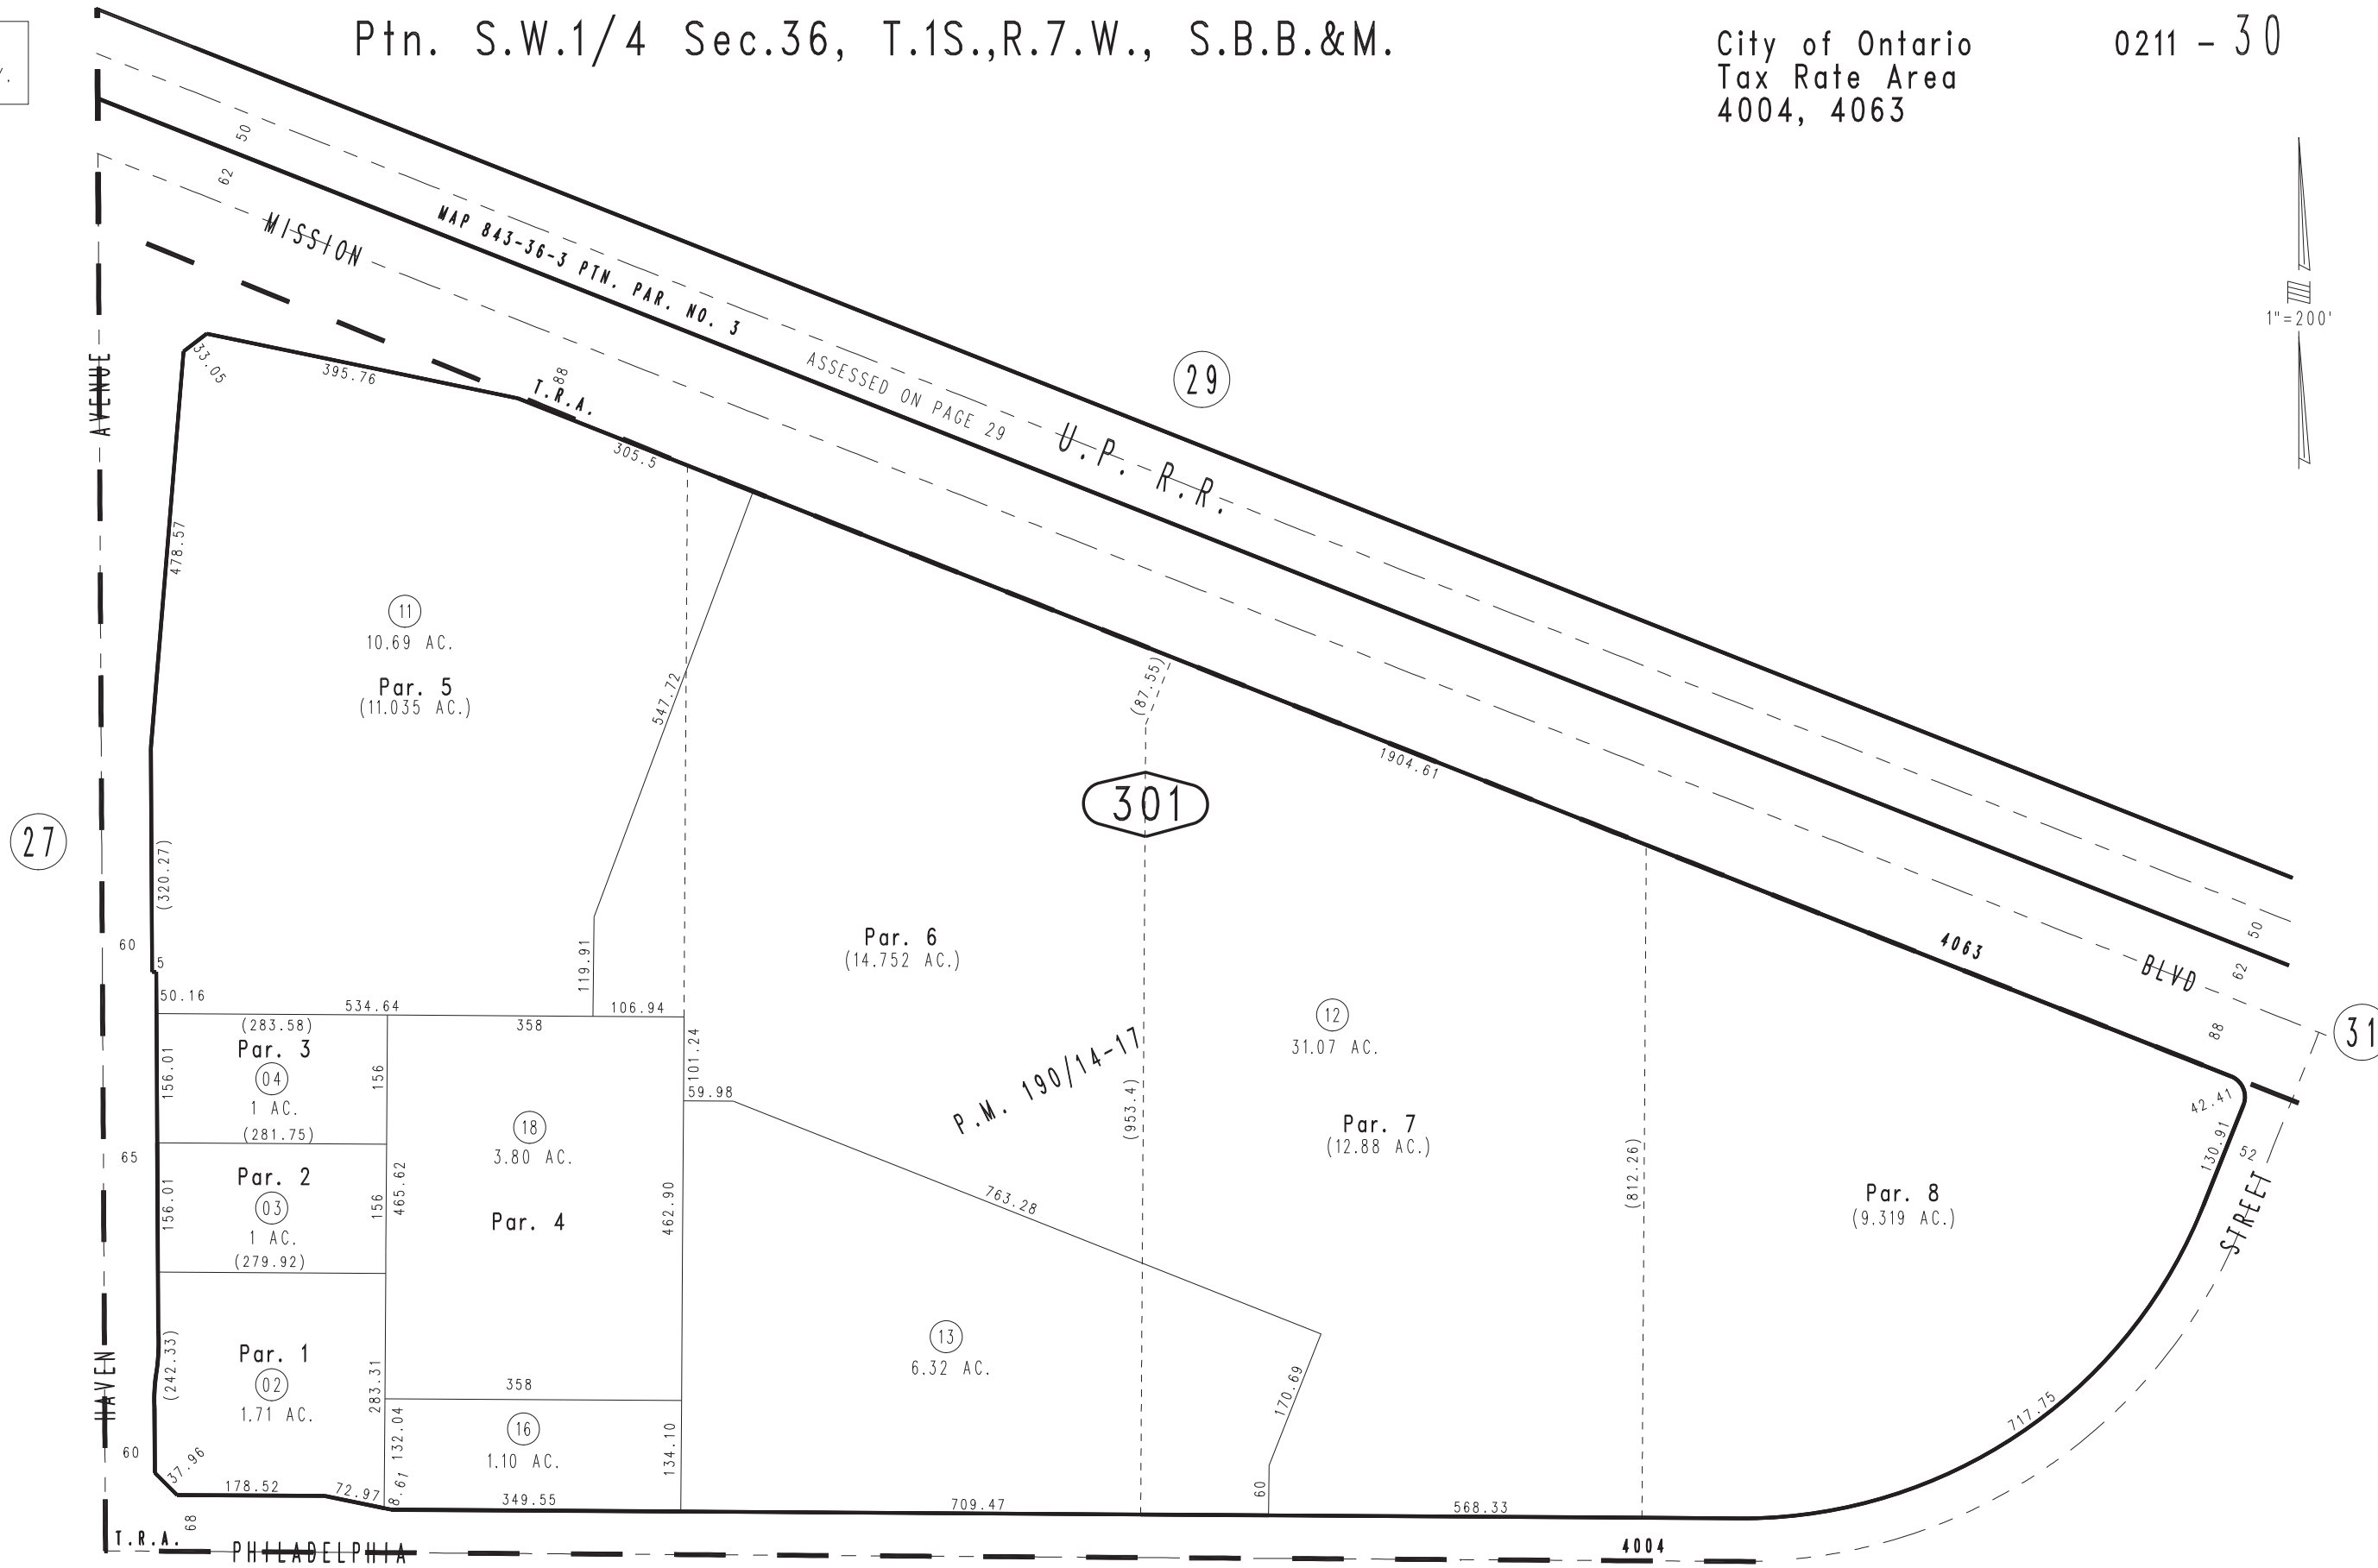 Ptn. S.W.1/4 Sec.36, T.1S.,R.7.W., S.B.B.&M.
City of Ontario
Tax Rate Area
4004, 4063
0211 - 30
1"=200'
50
62
MISSION
MAP 843-36-3 PTN. PAR. NO. 3
ASSESSED ON PAGE 29
U.P. R.R.
29
AVENUE
33.05
395.76
88
T.R.A.
305.5
478.57
11
10.69 AC.
Par. 5
(11.035 AC.)
547.72
(87.55)
1904.61
301
27
(320.27)
60
5
50.16
119.91
534.64
106.94
Par. 6
(14.752 AC.)
4063
BLVD
50
62
88
31
(283.58)
Par. 3
04
1 AC.
(281.75)
156.01
156
358
101.24
59.98
P.M. 190/14-17
(953.4)
12
31.07 AC.
Par. 7
(12.88 AC.)
(812.26)
42.41
130.91
52
STREET
65
Par. 2
03
1 AC.
(279.92)
156.01
156
465.62
18
3.80 AC.
Par. 4
462.90
763.28
Par. 8
(9.319 AC.)
HAVEN
(242.33)
Par. 1
02
1.71 AC.
283.31
358
13
6.32 AC.
170.69
717.75
60
37.96
178.52
72.97
8.61
132.04
16
1.10 AC.
134.10
349.55
709.47
60
568.33
T.R.A.
68
PHILADELPHIA
4004